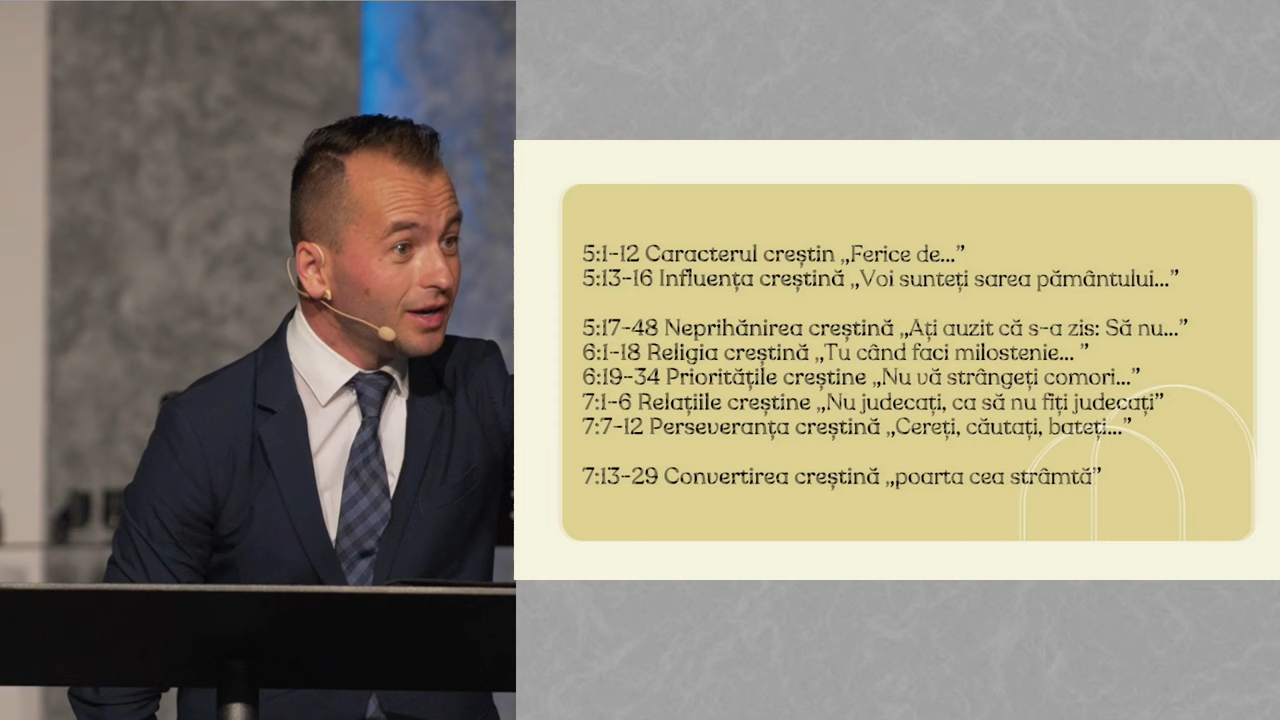 5:1-12 Caracterul creștin „Ferice de...”
5:13-16 Influența creștină „Voi sunteți sarea pământului...”
5:17-48 Neprihănirea creștină „Ați auzit că s-a zis: Să nu...”
6:1-18 Religia creștină „Tu când faci milostenie... ”
6:19-34 Prioritățile creștine „Nu vă strângeți comori...”
7:1-6 Relațiile creștine „Nu judecați, ca să nu fiți judecați”
7:7-12 Perseveranța creștină „Cereți, căutați, bateți...”
7:13-29 Convertirea creștină „poarta cea strâmtă”